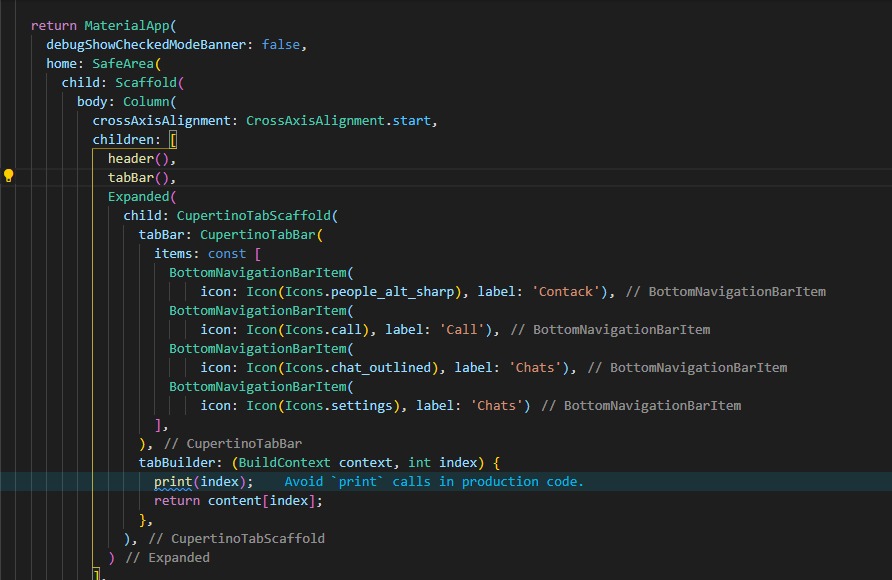 return MaterialApp(
debugShowCheckedModeBanner: false,
home: SafeArea(
child: Scaffold(
body: Column(
crossAxisAlignment: CrossAxisAlignment.start,
children: [
header(),
tabBar(),
Expanded(
child: CupertinoTabScaffold(
tabBar: CupertinoTabBar(
items: const [
BottomNavigationBarItem(
icon: Icon(Icons.people_alt_sharp), label: 'Contack'), // BottomNavigationBarItem
BottomNavigationBarItem(
icon: Icon(Icons.call), label: 'Call'), // BottomNavigationBarItem
BottomNavigationBarItem(
icon: Icon(Icons.chat_outlined), label: 'Chats'), // BottomNavigationBarItem
BottomNavigationBarItem(
icon: Icon(Icons.settings), label: 'Chats') // BottomNavigationBarItem
],
), // CupertinoTabBar
tabBuilder: (BuildContext context, int index) {
print(index);    Avoid `print` calls in production code.
return content[index];
},
), // CupertinoTabScaffold
) // Expanded
],